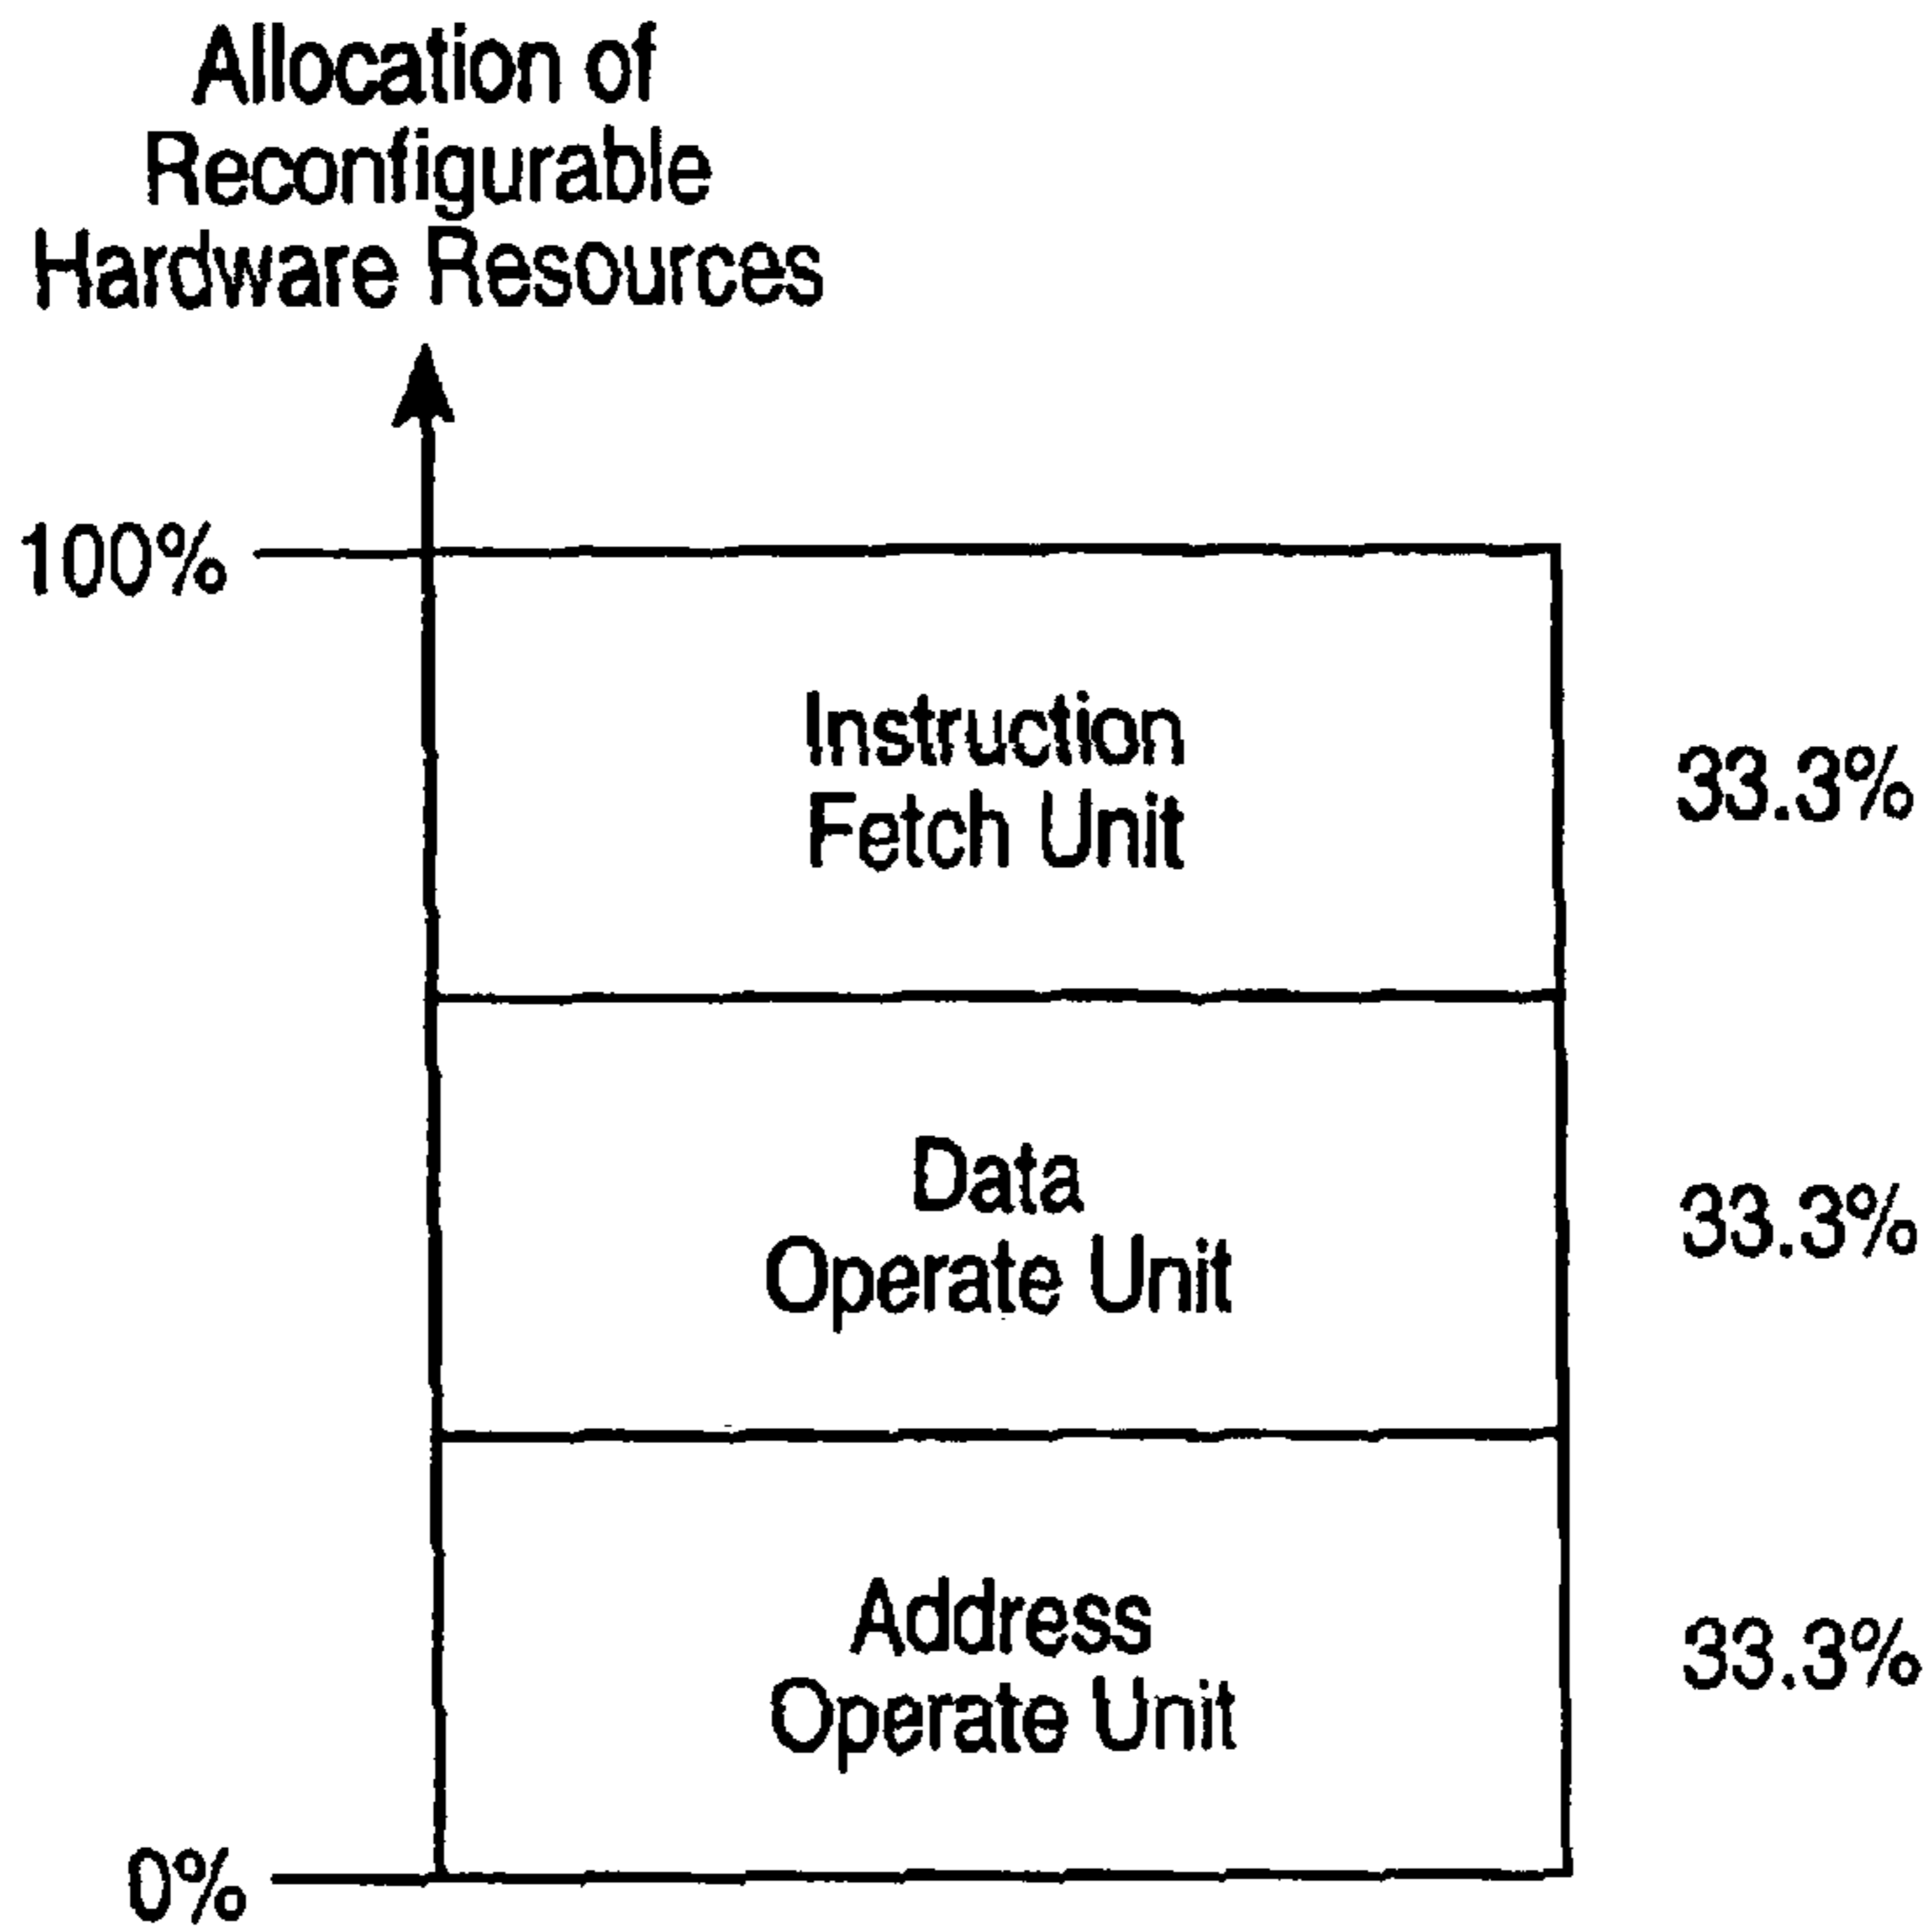 Allocation of
Reconfigurable
Hardware Resources
100%
Instruction
Fetch Unit
33.3%
Data
Operate Unit
33.3%
Address
Operate Unit
33.3%
0%